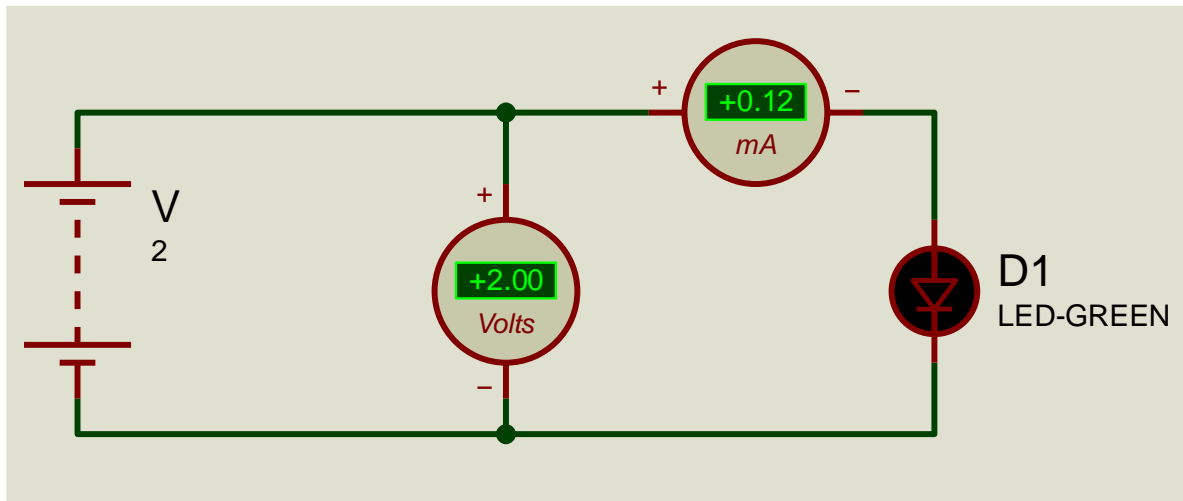 +
+0.12
−
mA
V
2
+
+2.00
Volts
−
D1
LED-GREEN